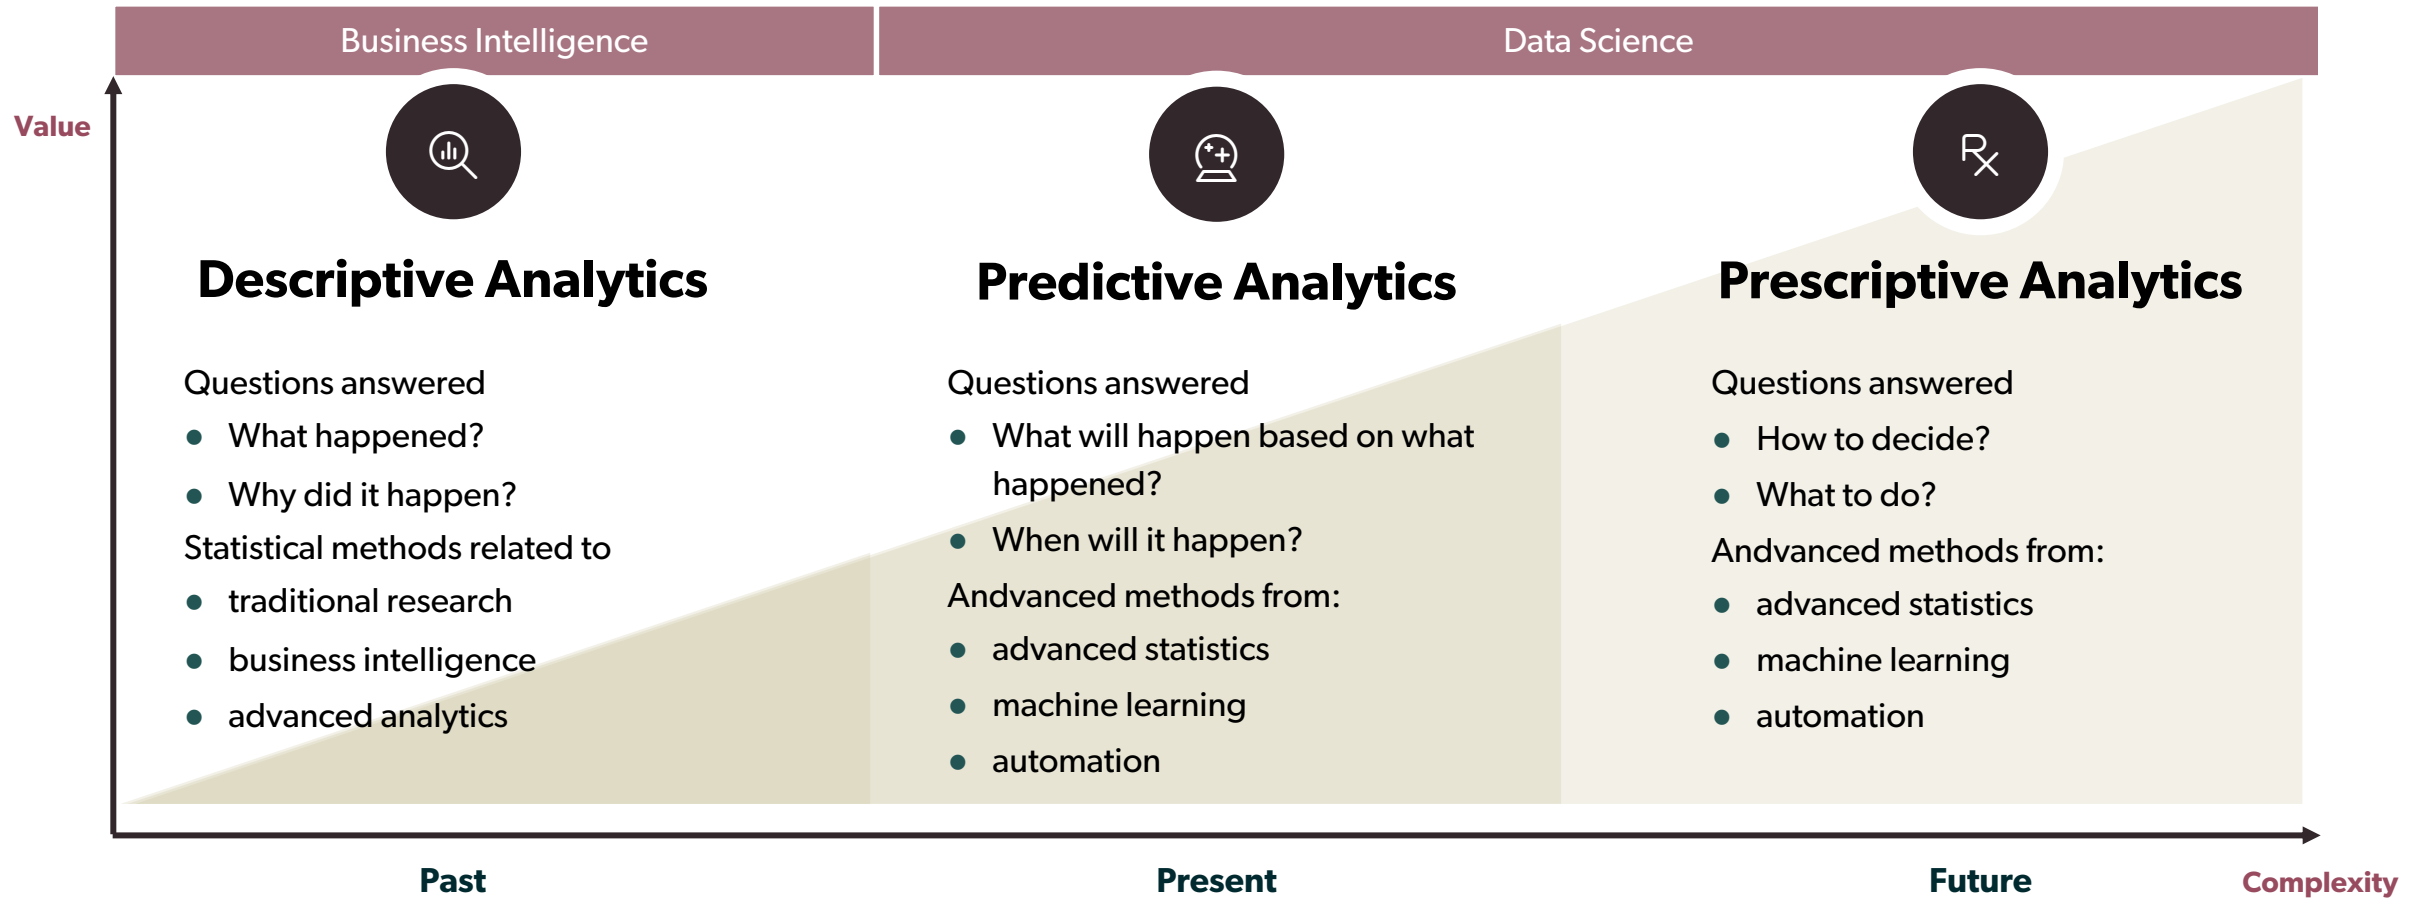 Business Intelligence
Data Science
Value
Descriptive Analytics
Questions answered
What happened?
Why did it happen?
Statistical methods related to
traditional research
business intelligence
advanced analytics
Predictive Analytics
Questions answered
What will happen based on what
happened?
When will it happen?
Andvanced methods from:
advanced statistics
machine learning
automation
Rx
Prescriptive Analytics
Questions answered
How to decide?
What to do?
Andvanced methods from:
advanced statistics
machine learning
automation
Past
Present
Future
Complexity